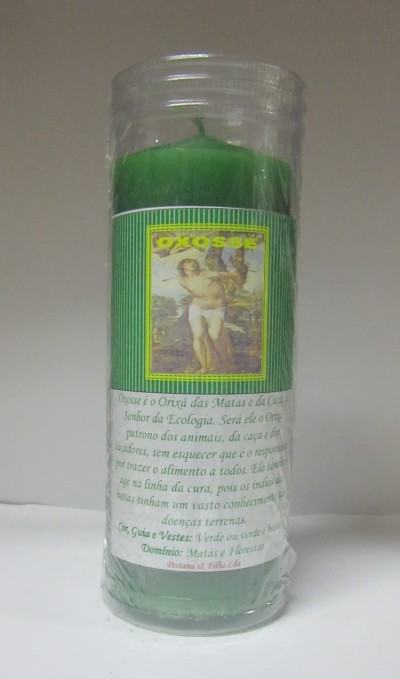 OXOSSE
Oxosse é o Orixá das Matas e da Caça,
Senhor da Ecologia. Será ele o Orixá
patrono dos animais, da caça e dos
caçadores, sem esquecer que é o responsável
por trazer o alimento a todos. Ele também
age na linha da cura, pois os índios das
matas tinham um vasto conhecimento das
doenças terrenas.
Cor, Guia e Vestes: Verde ou verde e
Domínio: Matas e Florestas
Pestana & Filho Lda